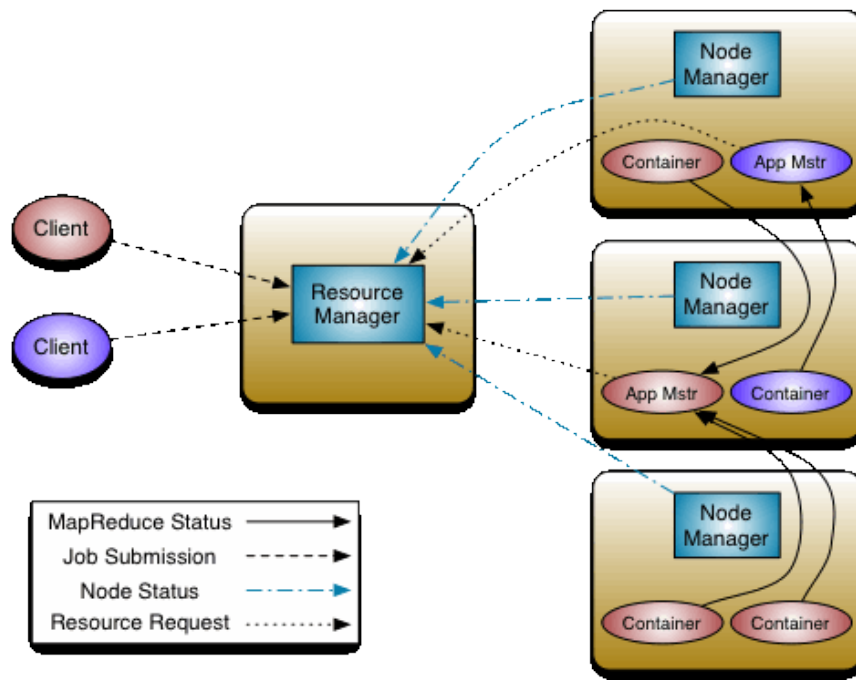 Node
Manager
Container
App Mstr
Client
Resource
Manager
Node
Manager
Client
App Mstr
Container
Node
Manager
MapReduce Status
Job Submission
Node Status
Resource Request
Container
Container